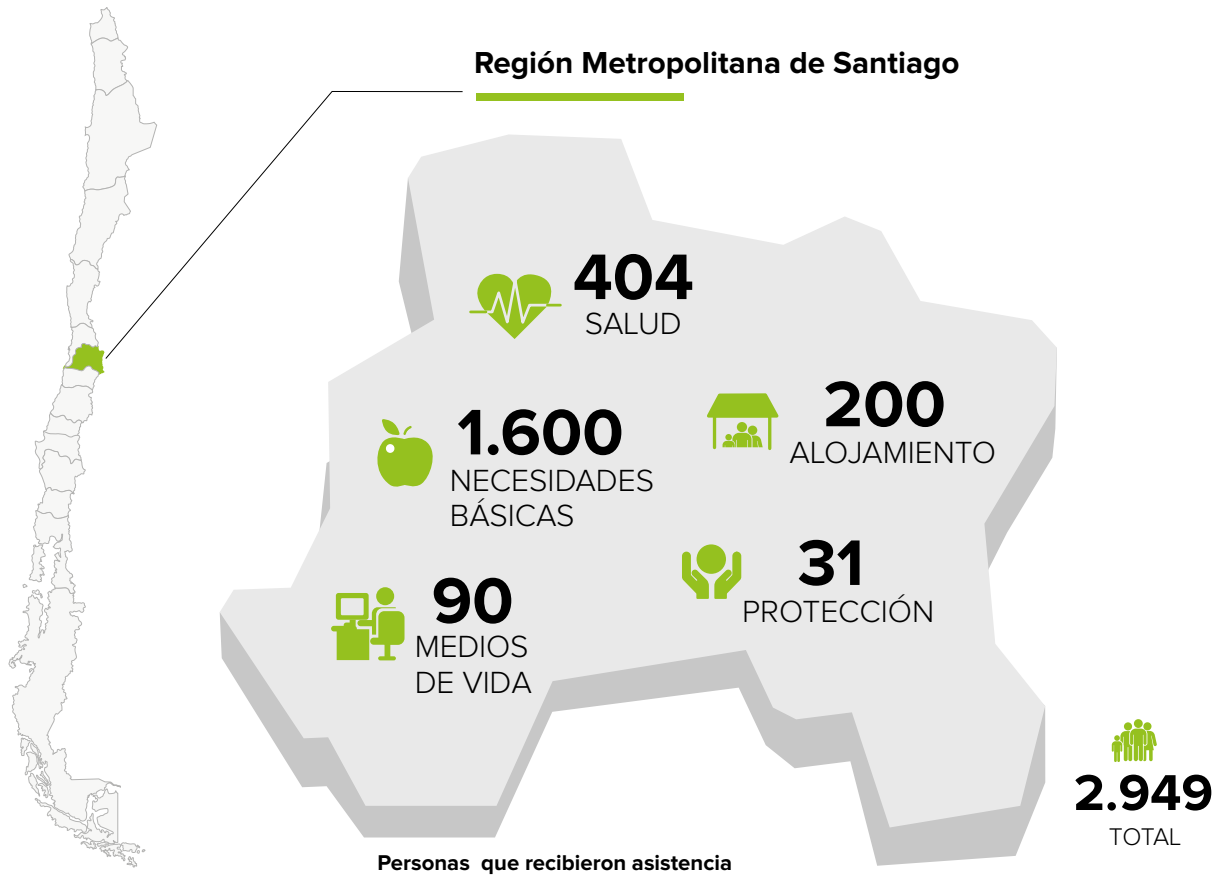 Región Metropolitana de Santiago
404
SALUD
1.600
NECESIDADES
BÁSICAS
200
ALOJAMIENTO
90
MEDIOS
DE VIDA
31
PROTECCIÓN
2.949
TOTAL
Personas  que recibieron asistencia